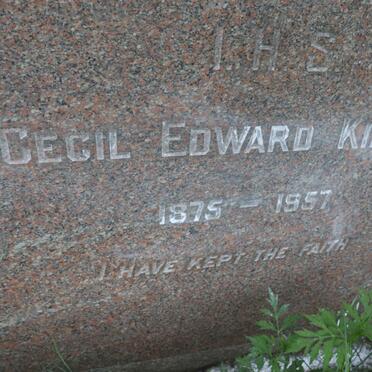 I.H.S
CECIL EDWARD
1875 – 1957
I HAVE KEPT THE FAITH